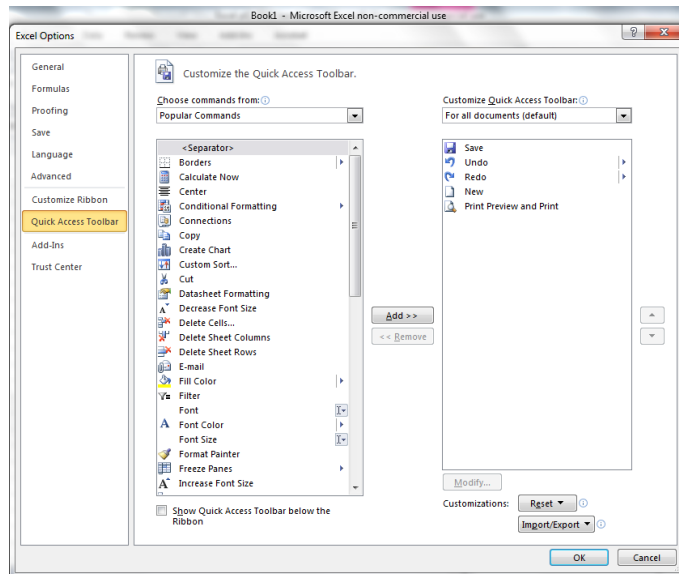 Book1 - Microsoft Excel non-commercial use
Excel Options
General
Formulas
Proofing
Save
Language
Advanced
Customize Ribbon
Quick Access Toolbar
Add-Ins
Trust Center
Customize the Quick Access Toolbar.
Choose commands from:
Popular Commands
<Separator>
Borders
Calculate Now
Center
Conditional Formatting
Connections
Copy
Create Chart
Custom Sort...
Cut
Datasheet Formatting
Decrease Font Size
Delete Cells...
Delete Sheet Columns
Delete Sheet Rows
E-mail
Fill Color
Filter
Font
Font Color
Font Size
Format Painter
Freeze Panes
Increase Font Size
Show Quick Access Toolbar below the
Ribbon
Add >>
<< Remove
Customize Quick Access Toolbar:
For all documents (default)
Save
Undo
Redo
New
Print Preview and Print
Modify...
Customizations: Reset
Import/Export
OK Cancel